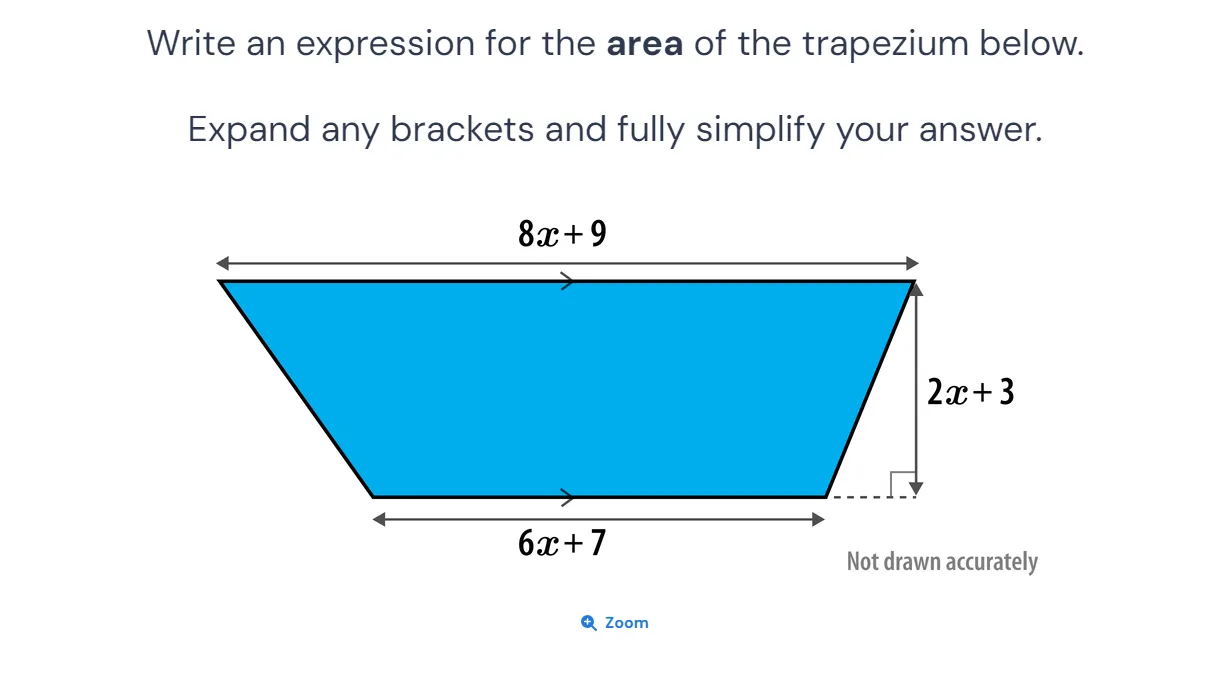 Write an expression for the area of the trapezium below.
Expand any brackets and fully simplify your answer.
8x + 9
2x + 3
6x + 7
Not drawn accurately
Zoom